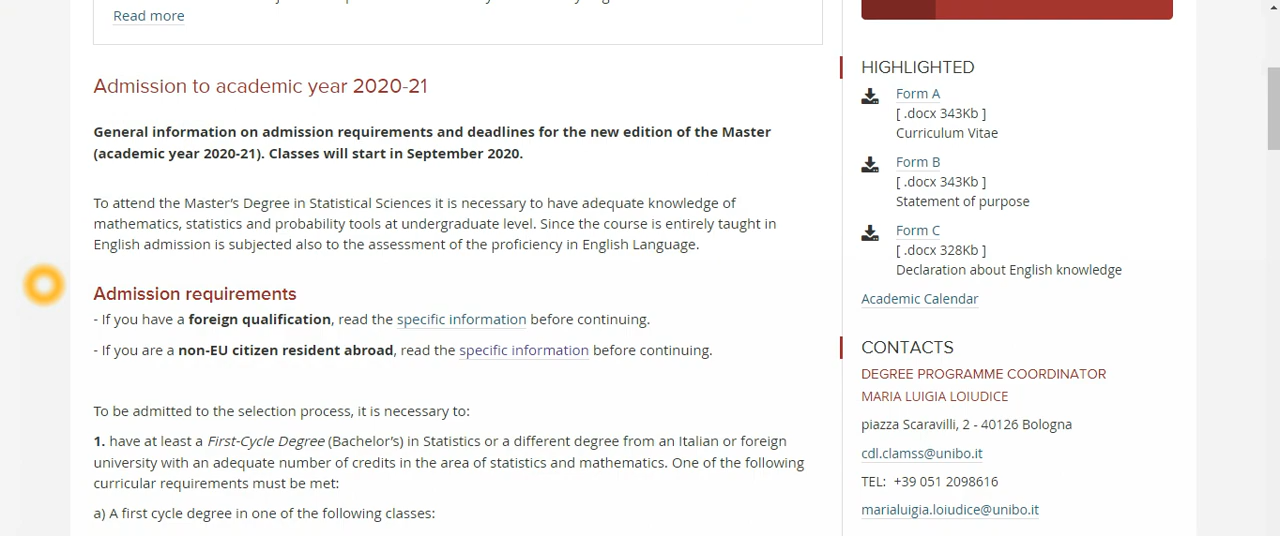 Read more
Admission to academic year 2020-21
General information on admission requirements and deadlines for the new edition of the Master
(academic year 2020-21). Classes will start in September 2020.
To attend the Master's Degree in Statistical Sciences it is necessary to have adequate knowledge of
mathematics, statistics and probability tools at undergraduate level. Since the course is entirely taught in
English admission is subjected also to the assessment of the proficiency in English Language.
Admission requirements
- If you have a foreign qualification, read the specific information before continuing.
- If you are a non-EU citizen resident abroad, read the specific information before continuing.
To be admitted to the selection process, it is necessary to:
1. have at least a First-Cycle Degree (Bachelor's) in Statistics or a different degree from an Italian or foreign
university with an adequate number of credits in the area of statistics and mathematics. One of the following
curricular requirements must be met:
a) A first cycle degree in one of the following classes:
HIGHLIGHTED
Form A
[ .docx 343Kb ]
Curriculum Vitae
Form B
[ .docx 343Kb ]
Statement of purpose
Form C
[ .docx 328Kb ]
Declaration about English knowledge
Academic Calendar
CONTACTS
DEGREE PROGRAMME COORDINATOR
MARIA LUIGIA LOIUDICE
piazza Scaravilli, 2 - 40126 Bologna
cdl.clamss@unibo.it
TEL: +39 051 2098616
marialuigia.loiudice@unibo.it